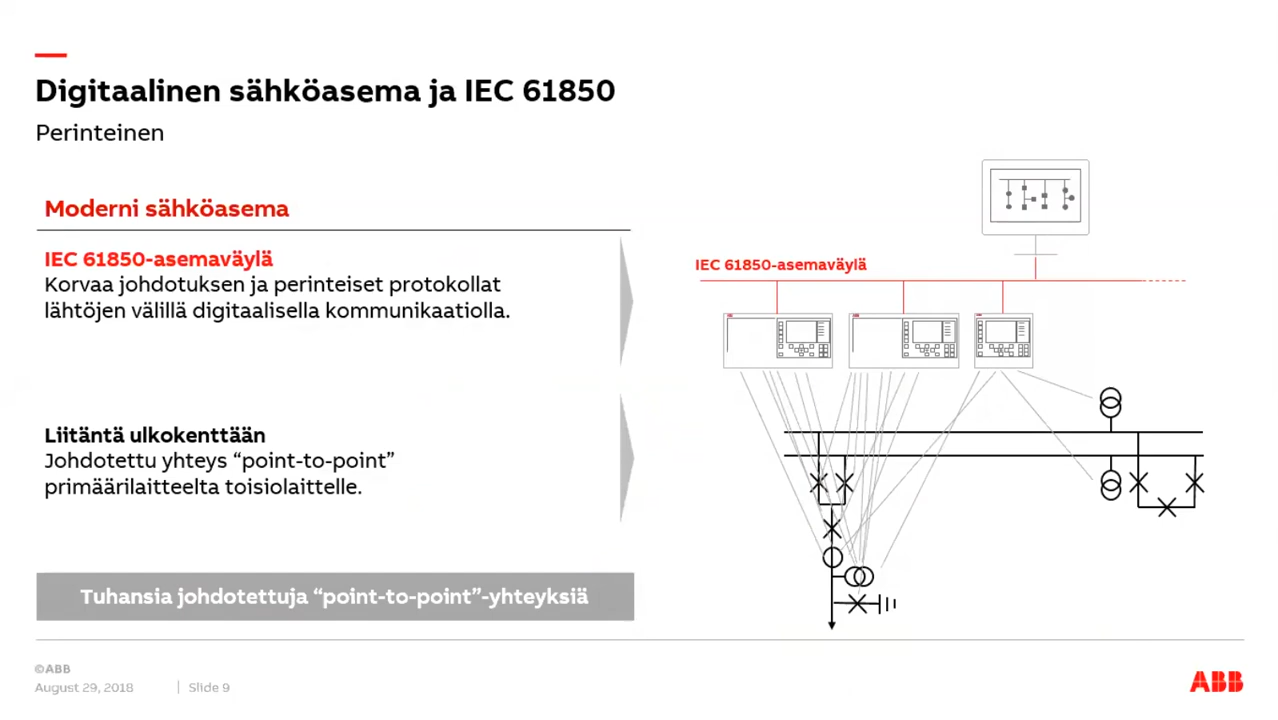 Digitaalinen sähköasema ja IEC 61850
Perinteinen
Moderni sähköasema
IEC 61850-asemaväylä
Korvaa johdotuksen ja perinteiset protokollat
lähtöjen välillä digitaalisella kommunikaatiolla.
Liitäntä ulkokenttään
Johdotettu yhteys “point-to-point”
primäärilaitteelta toisiolaittelle.
Tuhansia johdotettuja “point-to-point”-yhteyksiä
IEC 61850-asemaväylä
©ABB
August 29, 2018 | Slide 9
ABB